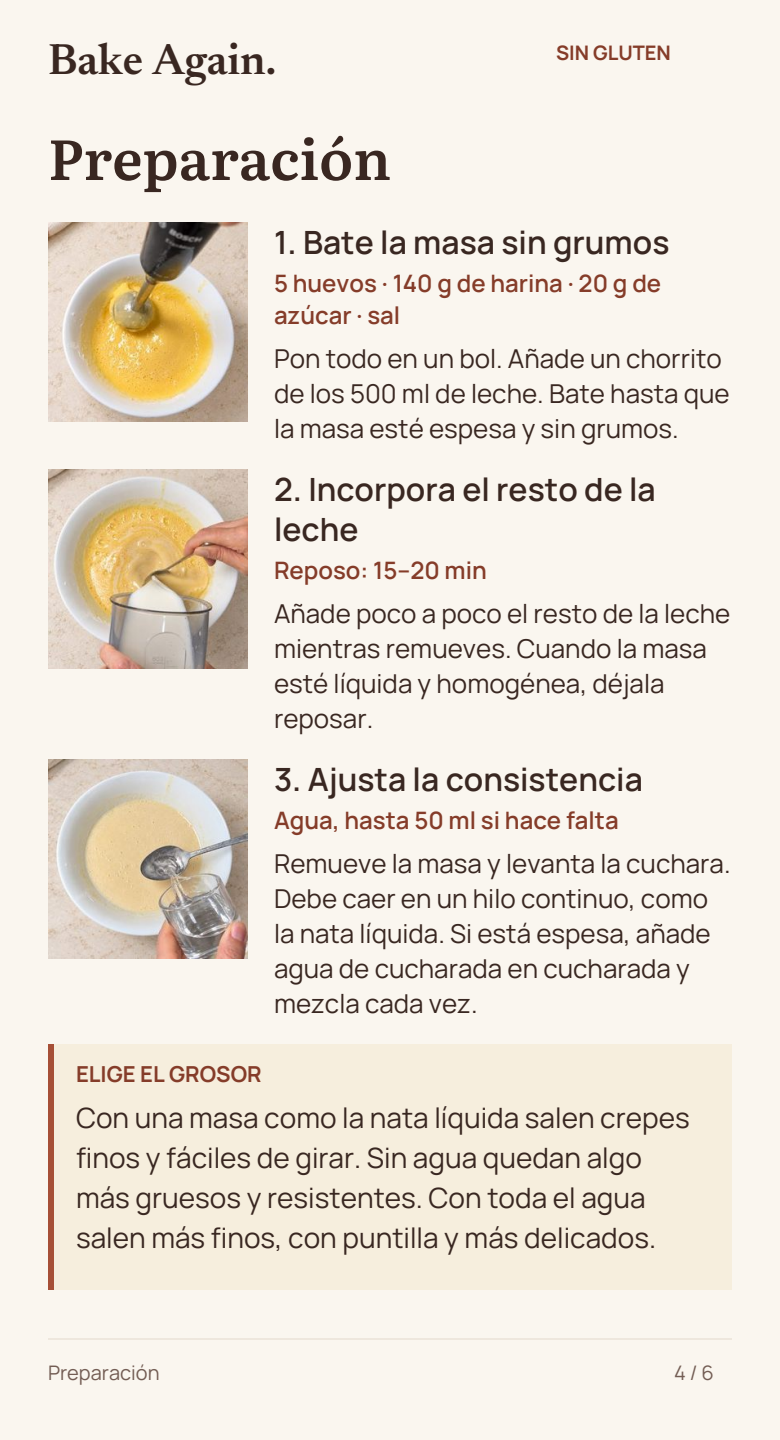 Bake Again.
SIN GLUTEN
Preparación
BOSCH
1. Bate la masa sin grumos
5 huevos · 140 g de harina · 20 g de
azúcar · sal
Pon todo en un bol. Añade un chorrito
de los 500 ml de leche. Bate hasta que
la masa esté espesa y sin grumos.
2. Incorpora el resto de la
leche
Reposo: 15–20 min
Añade poco a poco el resto de la leche
mientras remueves. Cuando la masa
esté líquida y homogénea, déjala
reposar.
3. Ajusta la consistencia
Agua, hasta 50 ml si hace falta
Remueve la masa y levanta la cuchara.
Debe caer en un hilo continuo, como
la nata líquida. Si está espesa, añade
agua de cucharada en cucharada y
mezcla cada vez.
ELIGE EL GROSOR
Con una masa como la nata líquida salen crepes
finos y fáciles de girar. Sin agua quedan algo
más gruesos y resistentes. Con toda el agua
salen más finos, con puntilla y más delicados.
Preparación
4 / 6